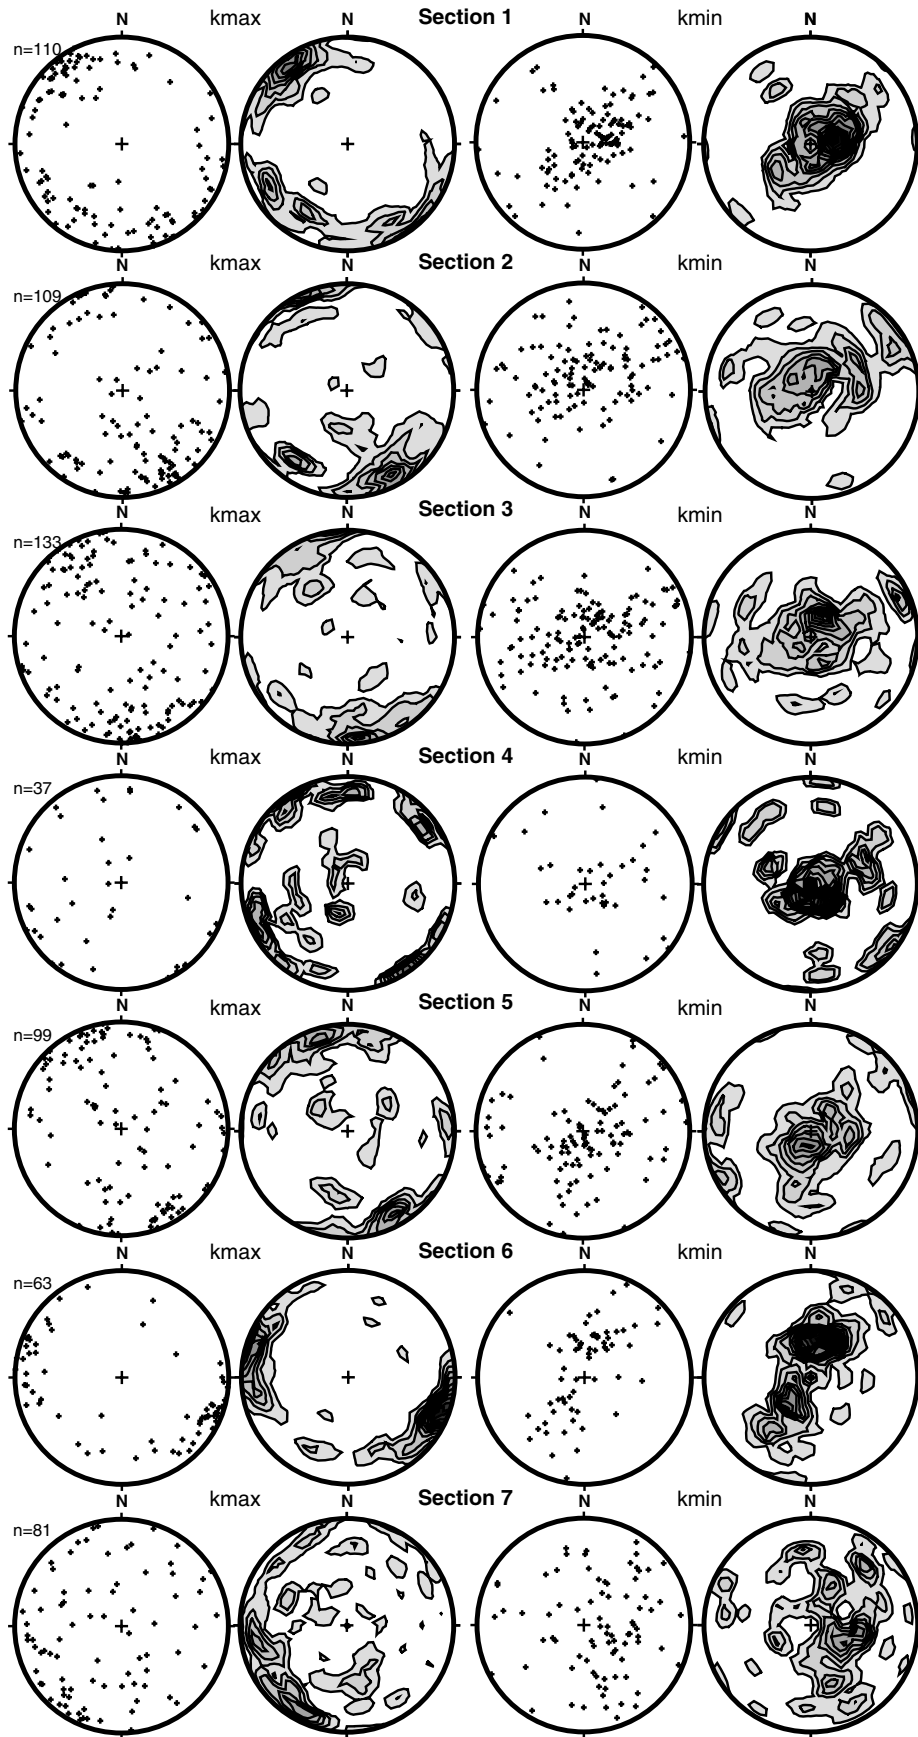 kmax Section 1 kmin N
n=110
N kmax N Section 2 N kmin N
n=109
N kmax N Section 3 N kmin N
n=133
N kmax N Section 4 N kmin N
n=37
N kmax N Section 5 N kmin N
n=99
N kmax N Section 6 N kmin N
n=63
N kmax N Section 7 N kmin N
n=81